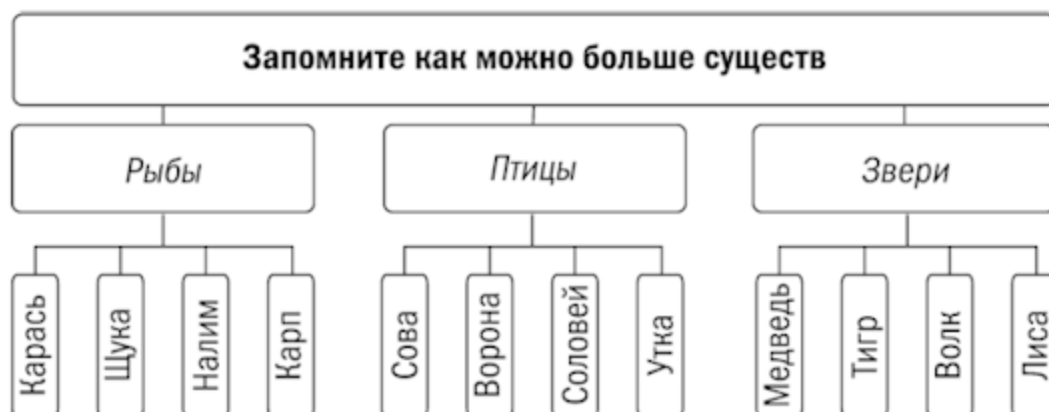 Запомните как можно больше существ
Рыбы
Птицы
Звери
Карась
Щука
Налим
Карп
Сова
Ворона
Соловей
Утка
Медведь
Тигр
Волк
Лиса